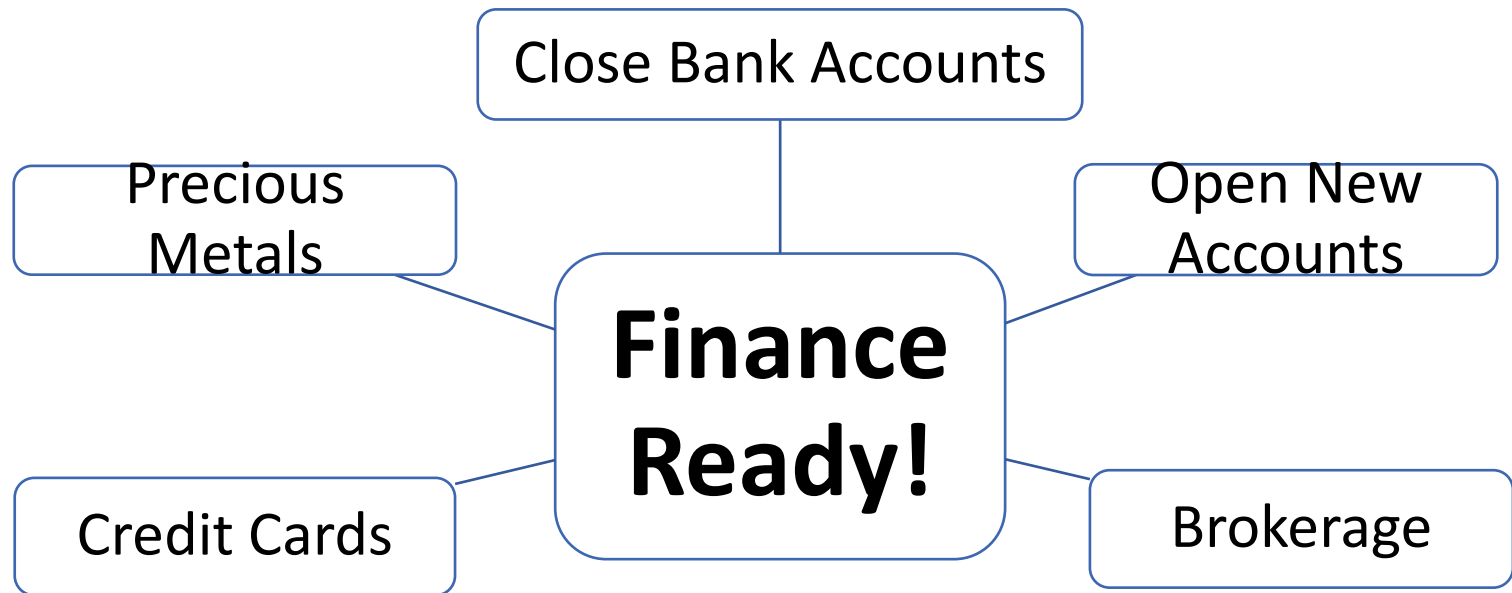 Close Bank Accounts
Precious
Metals
Open New
Accounts
Finance
Ready!
Credit Cards
Brokerage